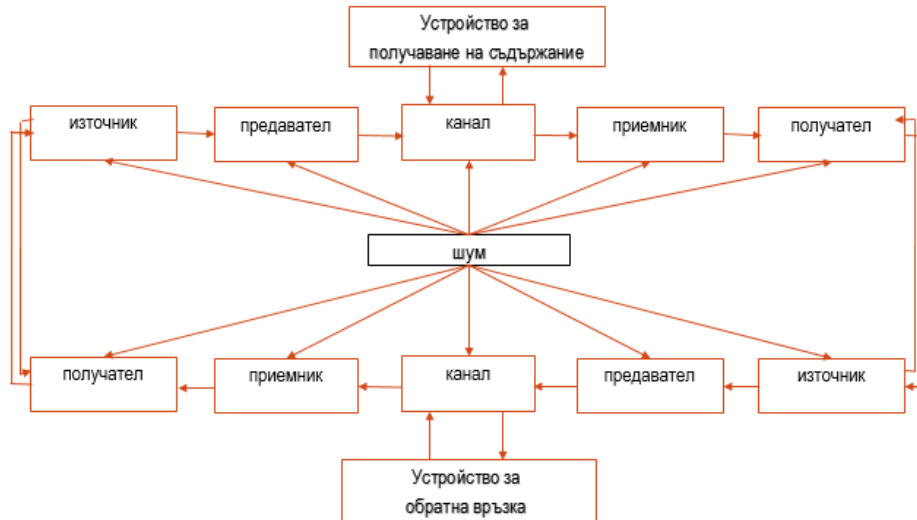 Устройство за
получаване на съдържание
източник
предавател
канал
приемник
получател
шум
получател
приемник
канал
предавател
източник
Устройство за
обратна връзка